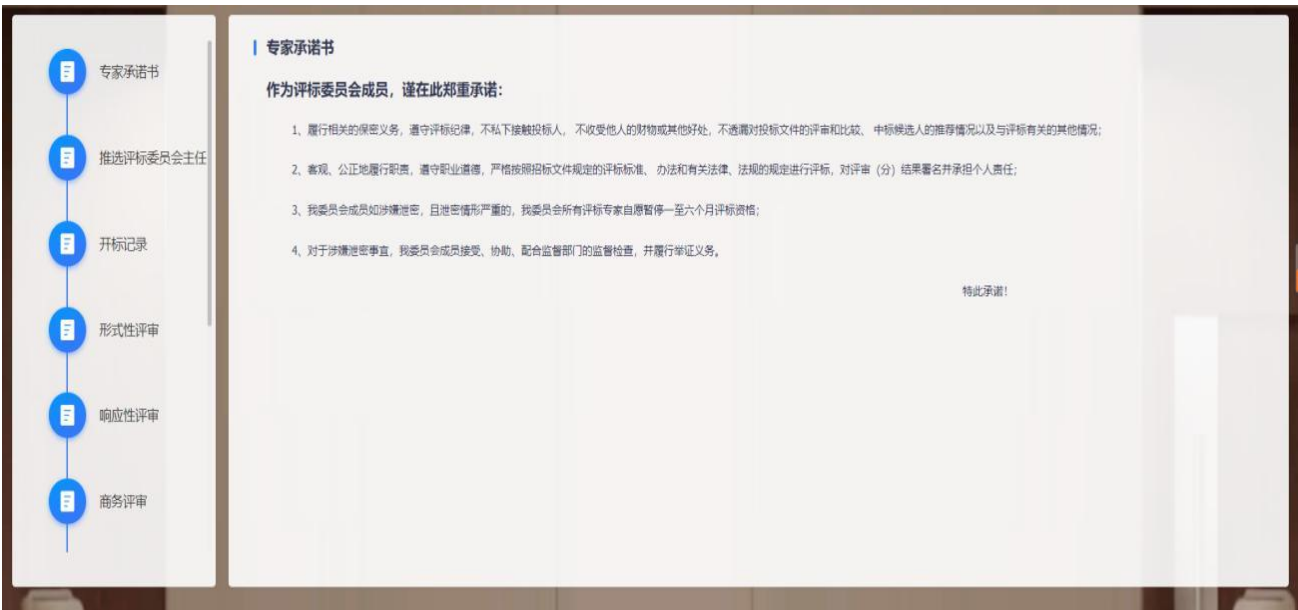 专家承诺书
推选评标委员会主任
开标记录
形式性评审
响应性评审
商务评审
专家承诺书
作为评标委员会成员，谨在此郑重承诺：
1、履行相关的保密义务，遵守评标纪律，不私下接触投标人， 不收受他人的财物或其他好处，不透漏对投标文件的评审和比较、 中标候选人的推荐情况以及与评标有关的其他情况；
2、客观、公正地履行职责，遵守职业道德，严格按照招标文件规定的评标标准、 办法和有关法律、法规的规定进行评标，对评审（分）结果署名并承担个人责任；
3、我委员会成员如涉嫌泄密，且泄密情形严重的，我委员会所有评标专家自愿暂停一至六个月评标资格；
4、对于涉嫌泄密事宜，我委员会成员接受、协助、配合监督部门的监督检查，并履行举证义务。
特此承诺！